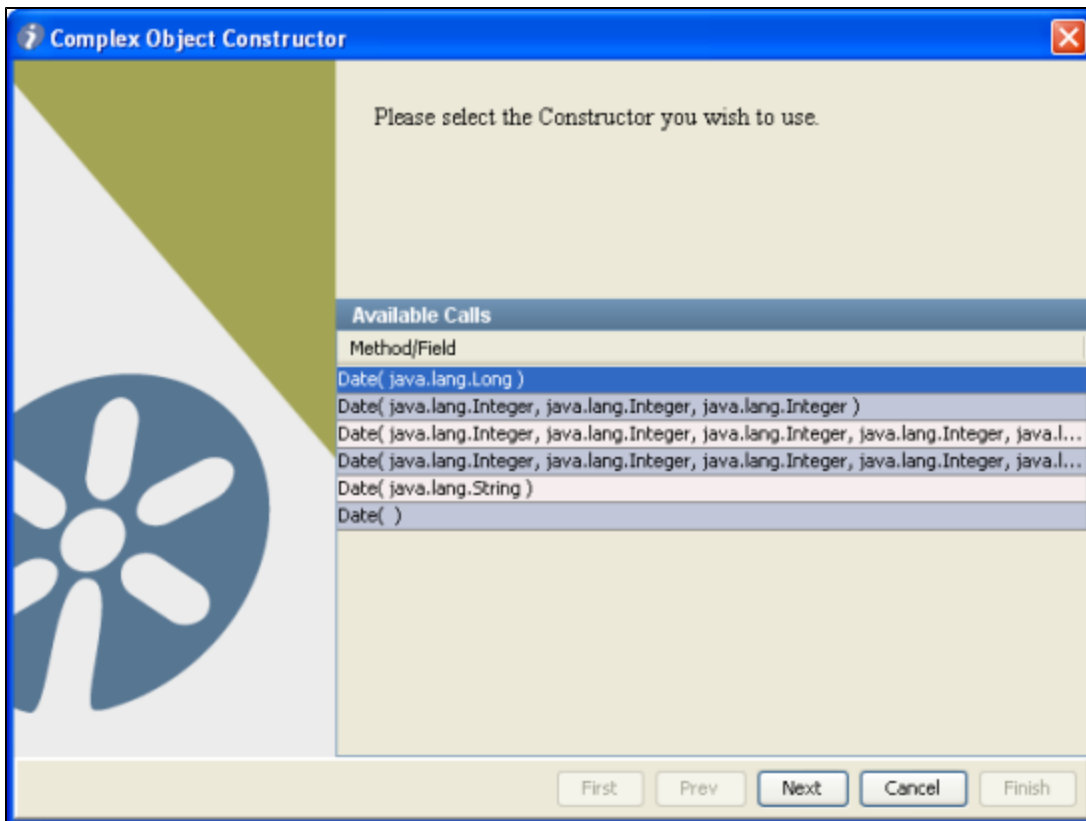 Complex Object Constructor
Please select the Constructor you wish to use.
Available Calls
Method/Field
Date( java.lang.Long )
Date( java.lang.Integer, java.lang.Integer, java.lang.Integer )
Date( java.lang.Integer, java.lang.Integer, java.lang.Integer, java.lang.Integer, java.l...
Date( java.lang.Integer, java.lang.Integer, java.lang.Integer, java.lang.Integer, java.l...
Date( java.lang.String )
Date(  )
First Prev Next Cancel Finish